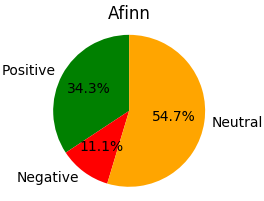 Afinn
Positive
34.3%
54.7%
Neutral
11.1%
Negative